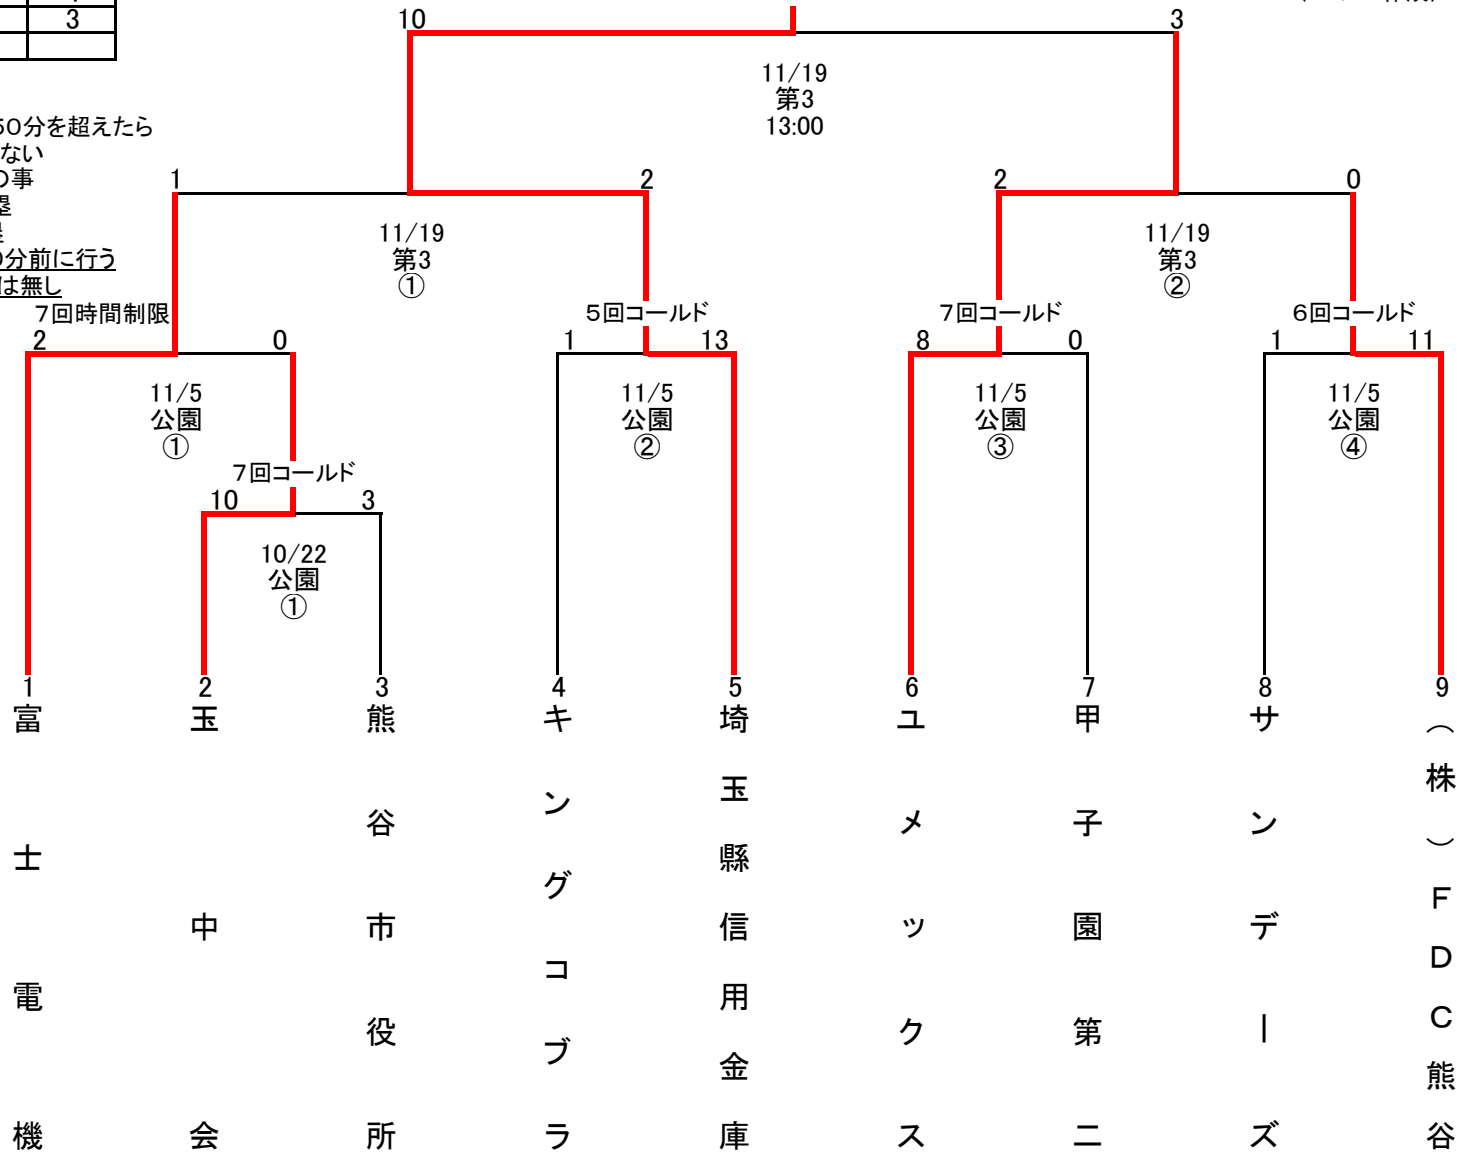 3
10
3
11/19
第3
13:00
50分を超えたら
ない
の事
1
2
2
0
11/19
第3
①
11/19
第3
②
分前に行う
は無し
7回時間制限
5回コールド
7回コールド
6回コールド
2
0
1
13
8
0
1
11
11/5
公園
①
11/5
公園
②
11/5
公園
③
11/5
公園
④
7回コールド
10
3
10/22
公園
①
1
2
3
4
5
6
7
8
9
富士電機
玉中会
熊谷市役所
キングコブラ
埼玉縣信用金庫
ユメックス
甲子園第二
サンデーズ
（株）ＦＤＣ熊谷